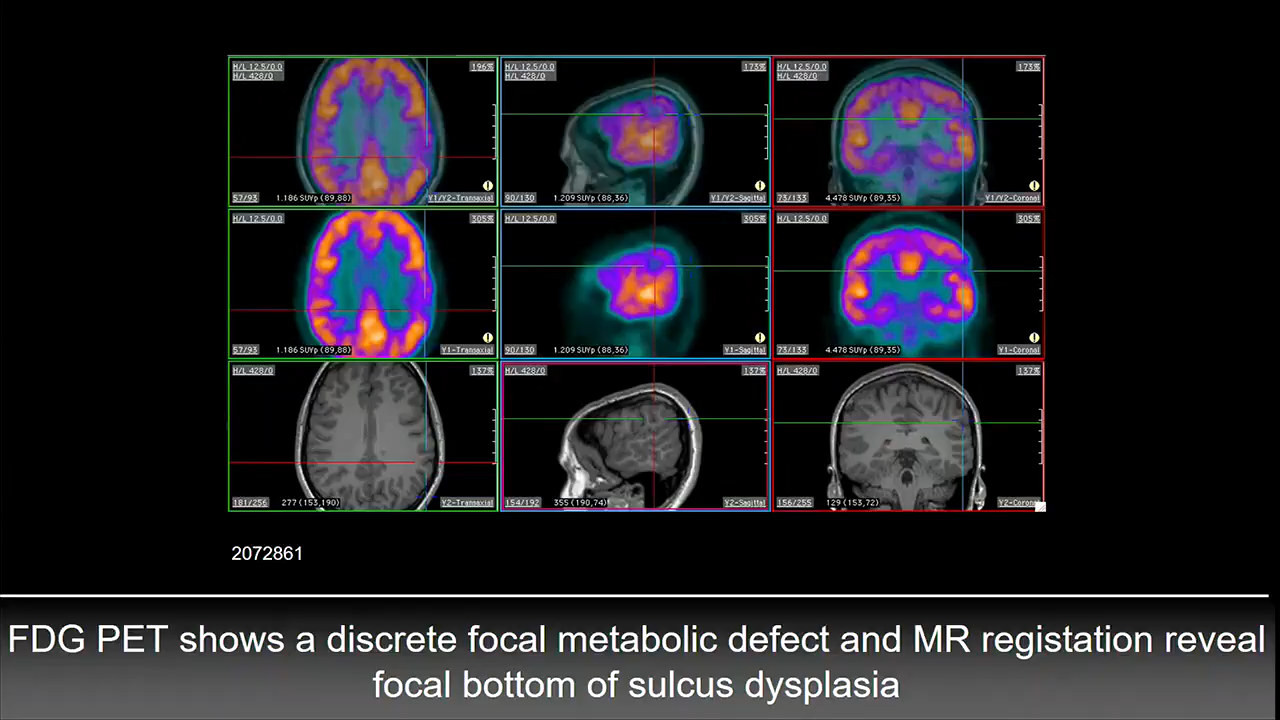 H/L 12.5/0.0 196%
H/L 428/0
57/93 1.186 SUVp (89,88) Y1/Y2-Transaxial
H/L 12.5/0.0 173%
H/L 428/0
90/130 1.209 SUVp (88,36) Y1/Y2-Sagittal
H/L 12.5/0.0 173%
H/L 428/0
73/133 4.478 SUVp (89,35) Y1/Y2-Coronal
H/L 12.5/0.0 305%
57/93 1.186 SUVp (89,88) Y1-Transaxial
H/L 12.5/0.0 305%
90/130 1.209 SUVp (88,36) Y1-Sagittal
H/L 12.5/0.0 305%
73/133 4.478 SUVp (89,35) Y1-Coronal
H/L 428/0 137%
181/256 277 (153,190) Y2-Transaxial
H/L 428/0 137%
154/192 355 (190,74) Y2-Sagittal
H/L 428/0 137%
156/255 129 (153,72) Y2-Coronal
2072861
FDG PET shows a discrete focal metabolic defect and MR registation reveal
focal bottom of sulcus dysplasia